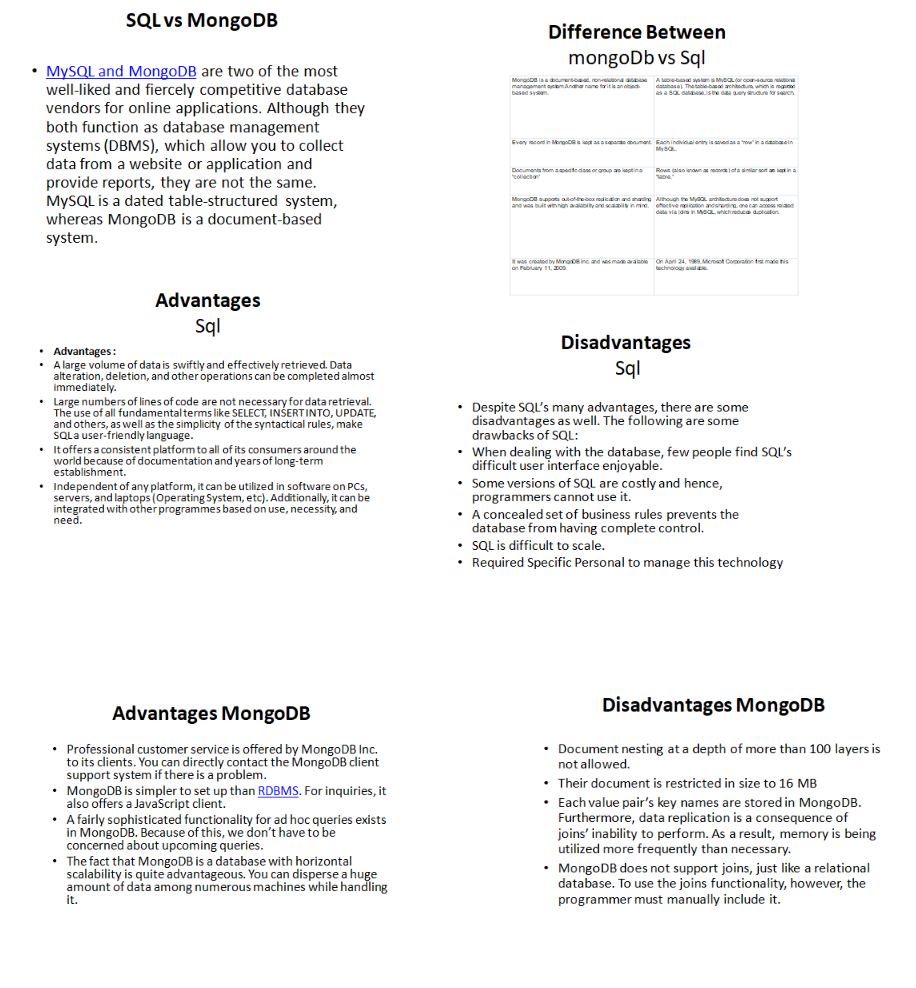 SQL vs MongoDB
• MySQL and MongoDB are two of the most
well-liked and fiercely competitive database
vendors for online applications. Although they
both function as database management
systems (DBMS), which allow you to collect
data from a website or application and
provide reports, they are not the same.
MySQL is a dated table-structured system,
whereas MongoDB is a document-based
system.
Difference Between
mongoDb vs Sql
MongoDB is a document-based, non-relational database
management system Another name for it is an object-
based system.
A table-based system is MySQL (or open-source relational
database). The table-based architecture, which is regarded
as a SQL database, is the data query structure for search.
Every record in MongoDB is kept as a separate document.
Each individual entry is saved as a "row" in a database in
MySQL.
Documents from a specific class or group are kept in a
"collection"
Rows (also known as records) of a similar sort are kept in a
"table."
MongoDB supports out-of-the-box replication and sharding
and was built with high availability and scalability in mind.
Although the MySQL architecture does not support
effective replication and sharding, one can access related
data via joins in MySQL, which reduces duplication.
It was created by MongoDB Inc. and was made available
on February 11, 2009.
On April 24, 1989, Microsoft Corporation first made this
technology available.
Advantages
Sql
• Advantages:
• A large volume of data is swiftly and effectively retrieved. Data
alteration, deletion, and other operations can be completed almost
immediately.
• Large numbers of lines of code are not necessary for data retrieval.
The use of all fundamental terms like SELECT, INSERT INTO, UPDATE,
and others, as well as the simplicity of the syntactical rules, make
SQL a user-friendly language.
• It offers a consistent platform to all of its consumers around the
world because of documentation and years of long-term
establishment.
• Independent of any platform, it can be utilized in software on PCs,
servers, and laptops (Operating System, etc). Additionally, it can be
integrated with other programmes based on use, necessity, and
need.
Disadvantages
Sql
• Despite SQL's many advantages, there are some
disadvantages as well. The following are some
drawbacks of SQL:
• When dealing with the database, few people find SQL's
difficult user interface enjoyable.
• Some versions of SQL are costly and hence,
programmers cannot use it.
• A concealed set of business rules prevents the
database from having complete control.
• SQL is difficult to scale.
• Required Specific Personal to manage this technology
Advantages MongoDB
• Professional customer service is offered by MongoDB Inc.
to its clients. You can directly contact the MongoDB client
support system if there is a problem.
• MongoDB is simpler to set up than RDBMS. For inquiries, it
also offers a JavaScript client.
• A fairly sophisticated functionality for ad hoc queries exists
in MongoDB. Because of this, we don't have to be
concerned about upcoming queries.
• The fact that MongoDB is a database with horizontal
scalability is quite advantageous. You can disperse a huge
amount of data among numerous machines while handling
it.
Disadvantages MongoDB
• Document nesting at a depth of more than 100 layers is
not allowed.
• Their document is restricted in size to 16 MB
• Each value pair's key names are stored in MongoDB.
Furthermore, data replication is a consequence of
joins' inability to perform. As a result, memory is being
utilized more frequently than necessary.
• MongoDB does not support joins, just like a relational
database. To use the joins functionality, however, the
programmer must manually include it.